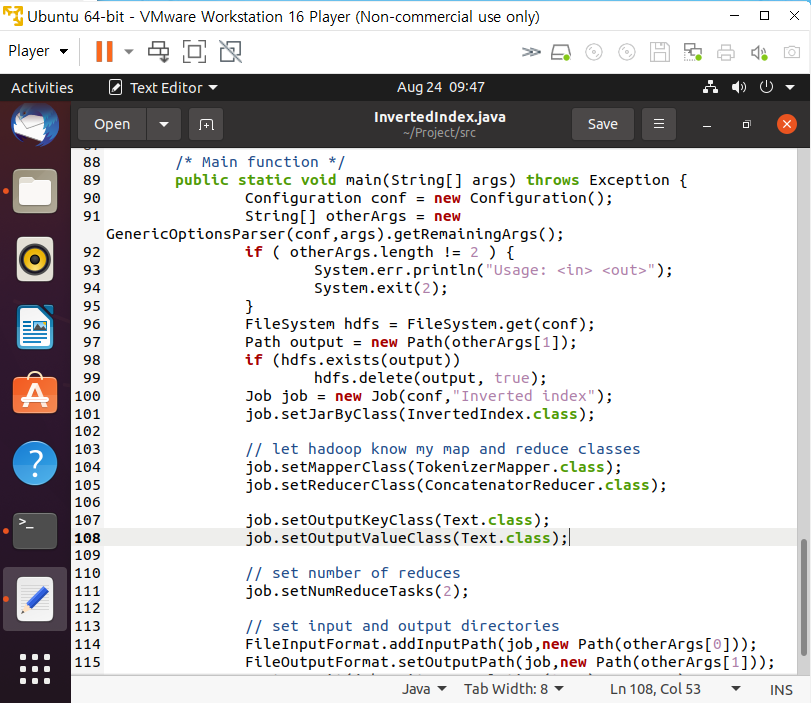 Ubuntu 64-bit - VMware Workstation 16 Player (Non-commercial use only)
Player
Activities
Text Editor
Aug 24 09:47
Open
InvertedIndex.java
~/Project/src
Save
88 /* Main function */
89 public static void main(String[] args) throws Exception {
90 Configuration conf = new Configuration();
91 String[] otherArgs = new
GenericOptionsParser(conf,args).getRemainingArgs();
92 if ( otherArgs.length != 2 ) {
93 System.err.println("Usage: <in> <out>");
94 System.exit(2);
95 }
96 FileSystem hdfs = FileSystem.get(conf);
97 Path output = new Path(otherArgs[1]);
98 if (hdfs.exists(output))
99 hdfs.delete(output, true);
100 Job job = new Job(conf,"Inverted index");
101 job.setJarByClass(InvertedIndex.class);
102
103 // let hadoop know my map and reduce classes
104 job.setMapperClass(TokenizerMapper.class);
105 job.setReducerClass(ConcatenatorReducer.class);
106
107 job.setOutputKeyClass(Text.class);
108 job.setOutputValueClass(Text.class);
109
110 // set number of reduces
111 job.setNumReduceTasks(2);
112
113 // set input and output directories
114 FileInputFormat.addInputPath(job,new Path(otherArgs[0]));
115 FileOutputFormat.setOutputPath(job,new Path(otherArgs[1]));
Java
Tab Width: 8
Ln 108, Col 53
INS